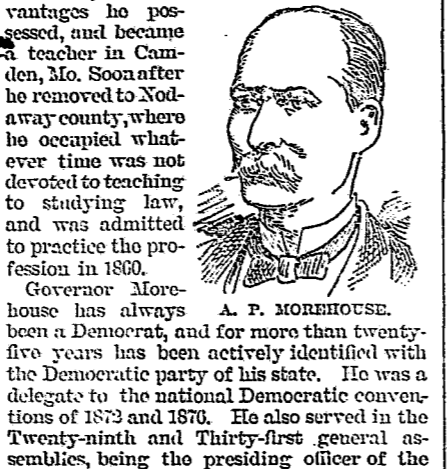 vantages he pos-
sessed, and became
a teacher in Cam-
den, Mo. Soon after
he removed to Nod-
away county, where
he occupied what-
ever time was not
devoted to teaching
to studying law,
and was admitted
to practice the pro-
fession in 1860.
Governor More-
house has always
A. P. MOREHOUSE.
been a Democrat, and for more than twenty-
five years has been actively identified with
the Democratic party of his state. He was a
delegate to the national Democratic conven-
tions of 1872 and 1876. He also served in the
Twenty-ninth and Thirty-first general as-
semblies, being the presiding officer of the